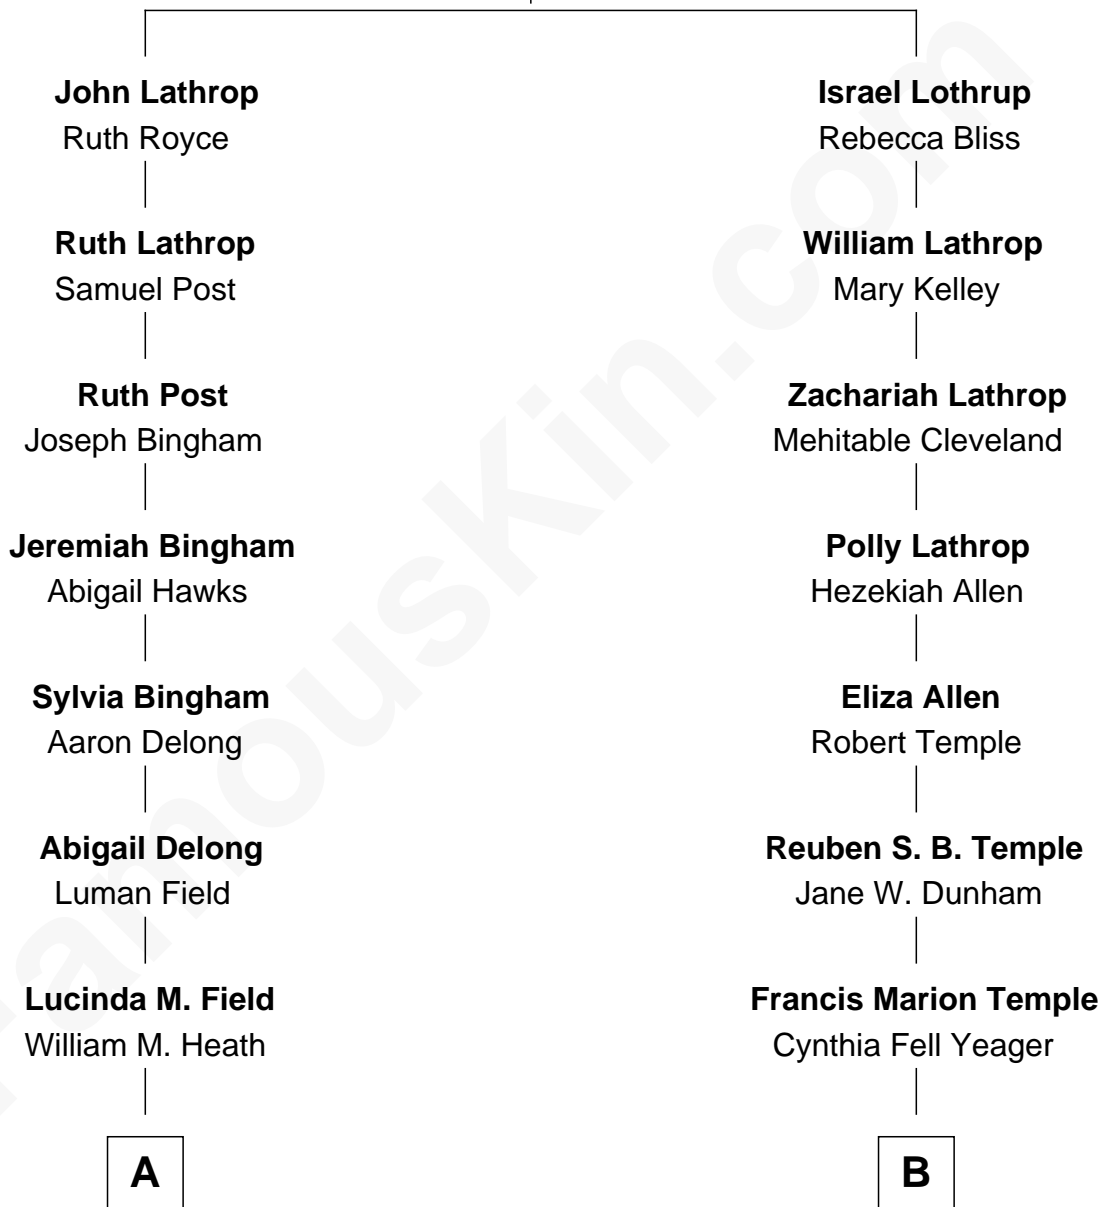 John Lathrop
Ruth Royce
Ruth Lathrop
Samuel Post
Ruth Post
Joseph Bingham
Jeremiah Bingham
Abigail Hawks
Sylvia Bingham
Aaron Delong
Abigail Delong
Luman Field
Lucinda M. Field
William M. Heath
A
Israel Lothrup
Rebecca Bliss
William Lathrop
Mary Kelley
Zachariah Lathrop
Mehitable Cleveland
Polly Lathrop
Hezekiah Allen
Eliza Allen
Robert Temple
Reuben S. B. Temple
Jane W. Dunham
Francis Marion Temple
Cynthia Fell Yeager
B
FamousKin.com